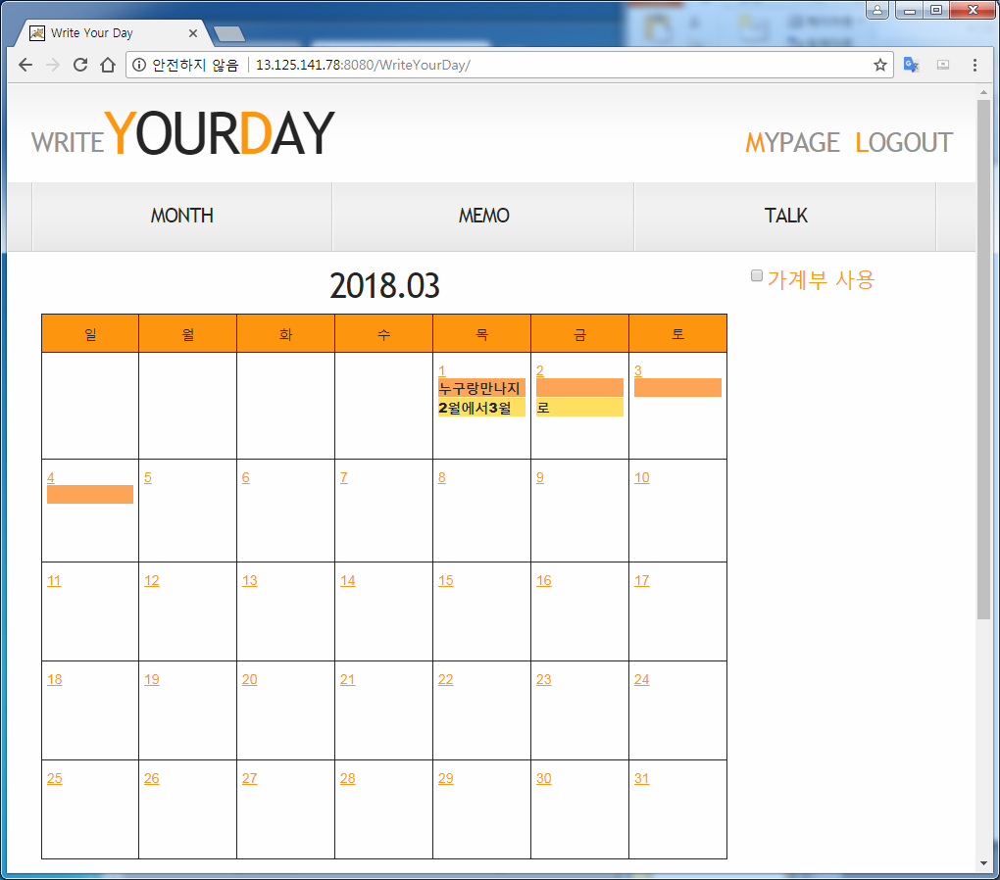 Write Your Day
안전하지 않음 13.125.141.78:8080/WriteYourDay/
WRITE YOURDAY
MYPAGE LOGOUT
MONTH MEMO TALK
2018.03
가계부 사용
일 월 화 수 목 금 토
1 2 3
누구랑만나지
2월에서3월 로
4 5 6 7 8 9 10
11 12 13 14 15 16 17
18 19 20 21 22 23 24
25 26 27 28 29 30 31